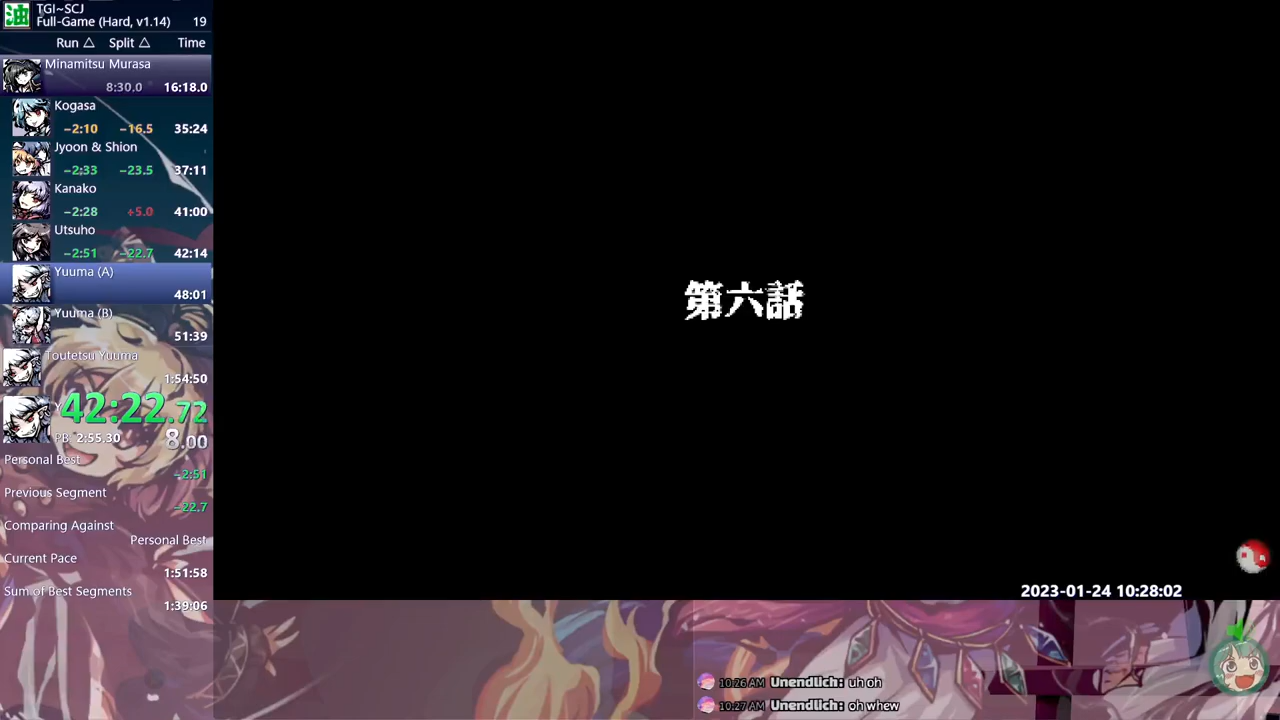 油
TGI~SCJ
Full-Game (Hard, v1.14) 19
Run △ Split △ Time
Minamitsu Murasa
8:30.0 16:18.0
Kogasa
−2:10 −16.5 35:24
Jyoon & Shion
−2:33 −23.5 37:11
Kanako
−2:28 +5.0 41:00
Utsuho
−2:51 −22.7 42:14
Yuuma (A)
48:01
Yuuma (B)
51:39
Toutetsu Yuuma
1:54:50
42:22.72
PB: 2:55.30 8.00
Personal Best
−2:51
Previous Segment
−22.7
Comparing Against
Personal Best
Current Pace
1:51:58
Sum of Best Segments
1:39:06
第六話
2023-01-24 10:28:02
10:26 AM Unendlich: uh oh
10:27 AM Unendlich: oh whew